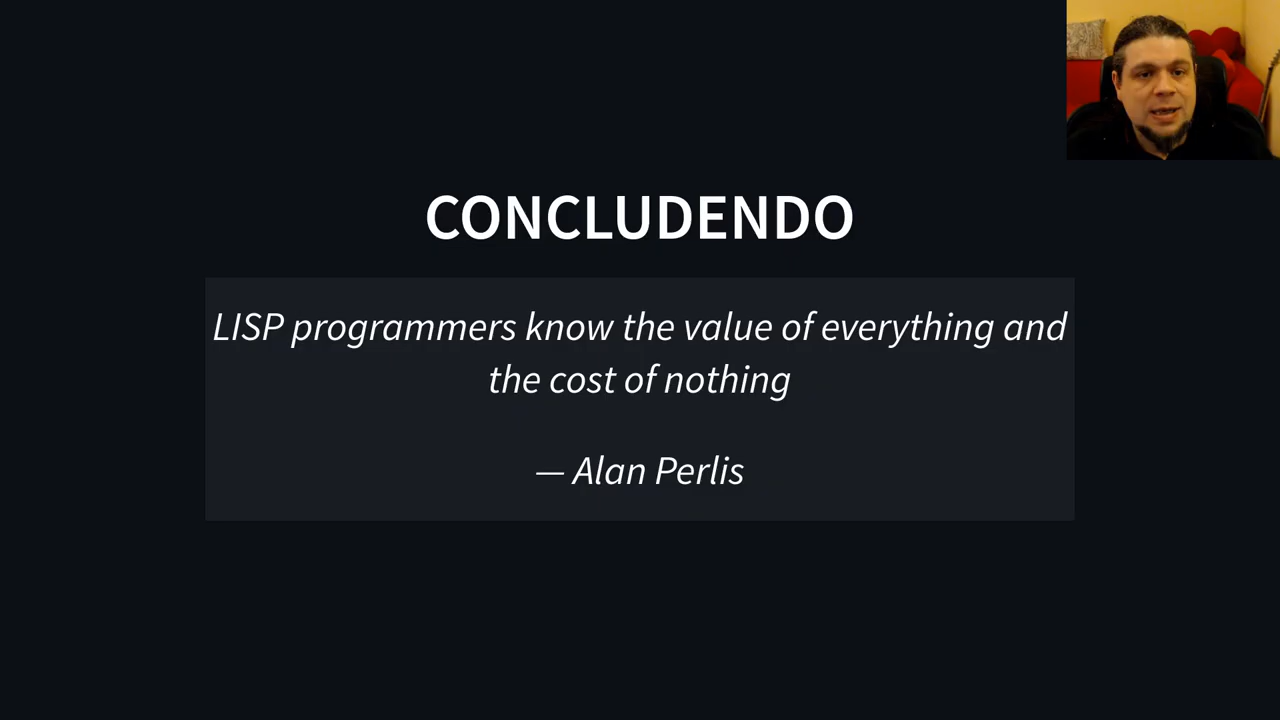 CONCLUDENDO
LISP programmers know the value of everything and
the cost of nothing
— Alan Perlis